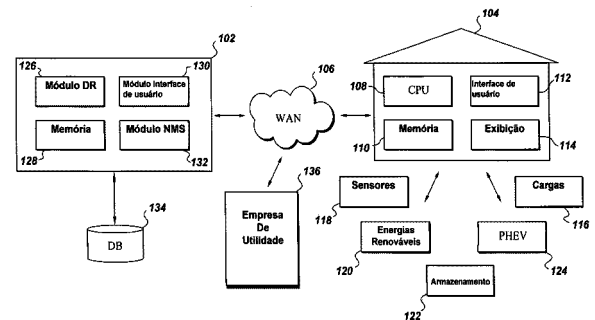 102
104
126
Módulo DR
130
Módulo Interface
de usuário
128
Memória
Módulo NMS
132
106
WAN
108
CPU
Interface de
usuário
112
110
Memória
Exibição
114
134
DB
136
Empresa
De
Utilidade
Sensores
118
Cargas
116
Energias
Renováveis
120
PHEV
124
Armazenamento
122